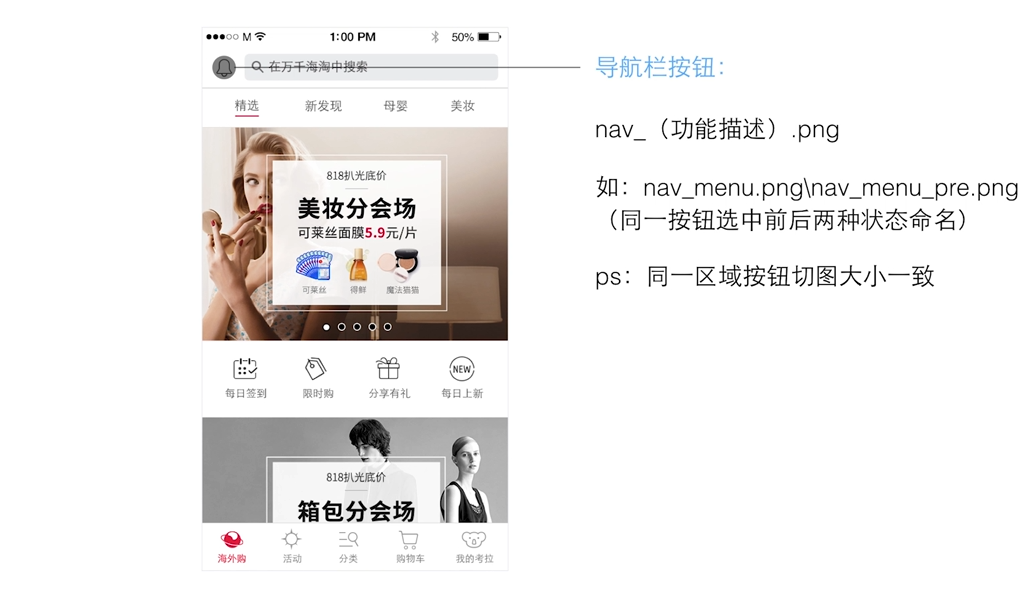 M
1:00 PM
50%
在万千海淘中搜索
精选 新发现 母婴 美妆
818扒光底价
美妆分会场
可莱丝面膜5.9元/片
可莱丝 得鲜 魔法猫猫
每日签到 限时购 分享有礼 NEW 每日上新
818扒光底价
箱包分会场
海外购 活动 分类 购物车 我的考拉
导航栏按钮：
nav_（功能描述）.png
如：nav_menu.png\nav_menu_pre.png
（同一按钮选中前后两种状态命名）
ps：同一区域按钮切图大小一致